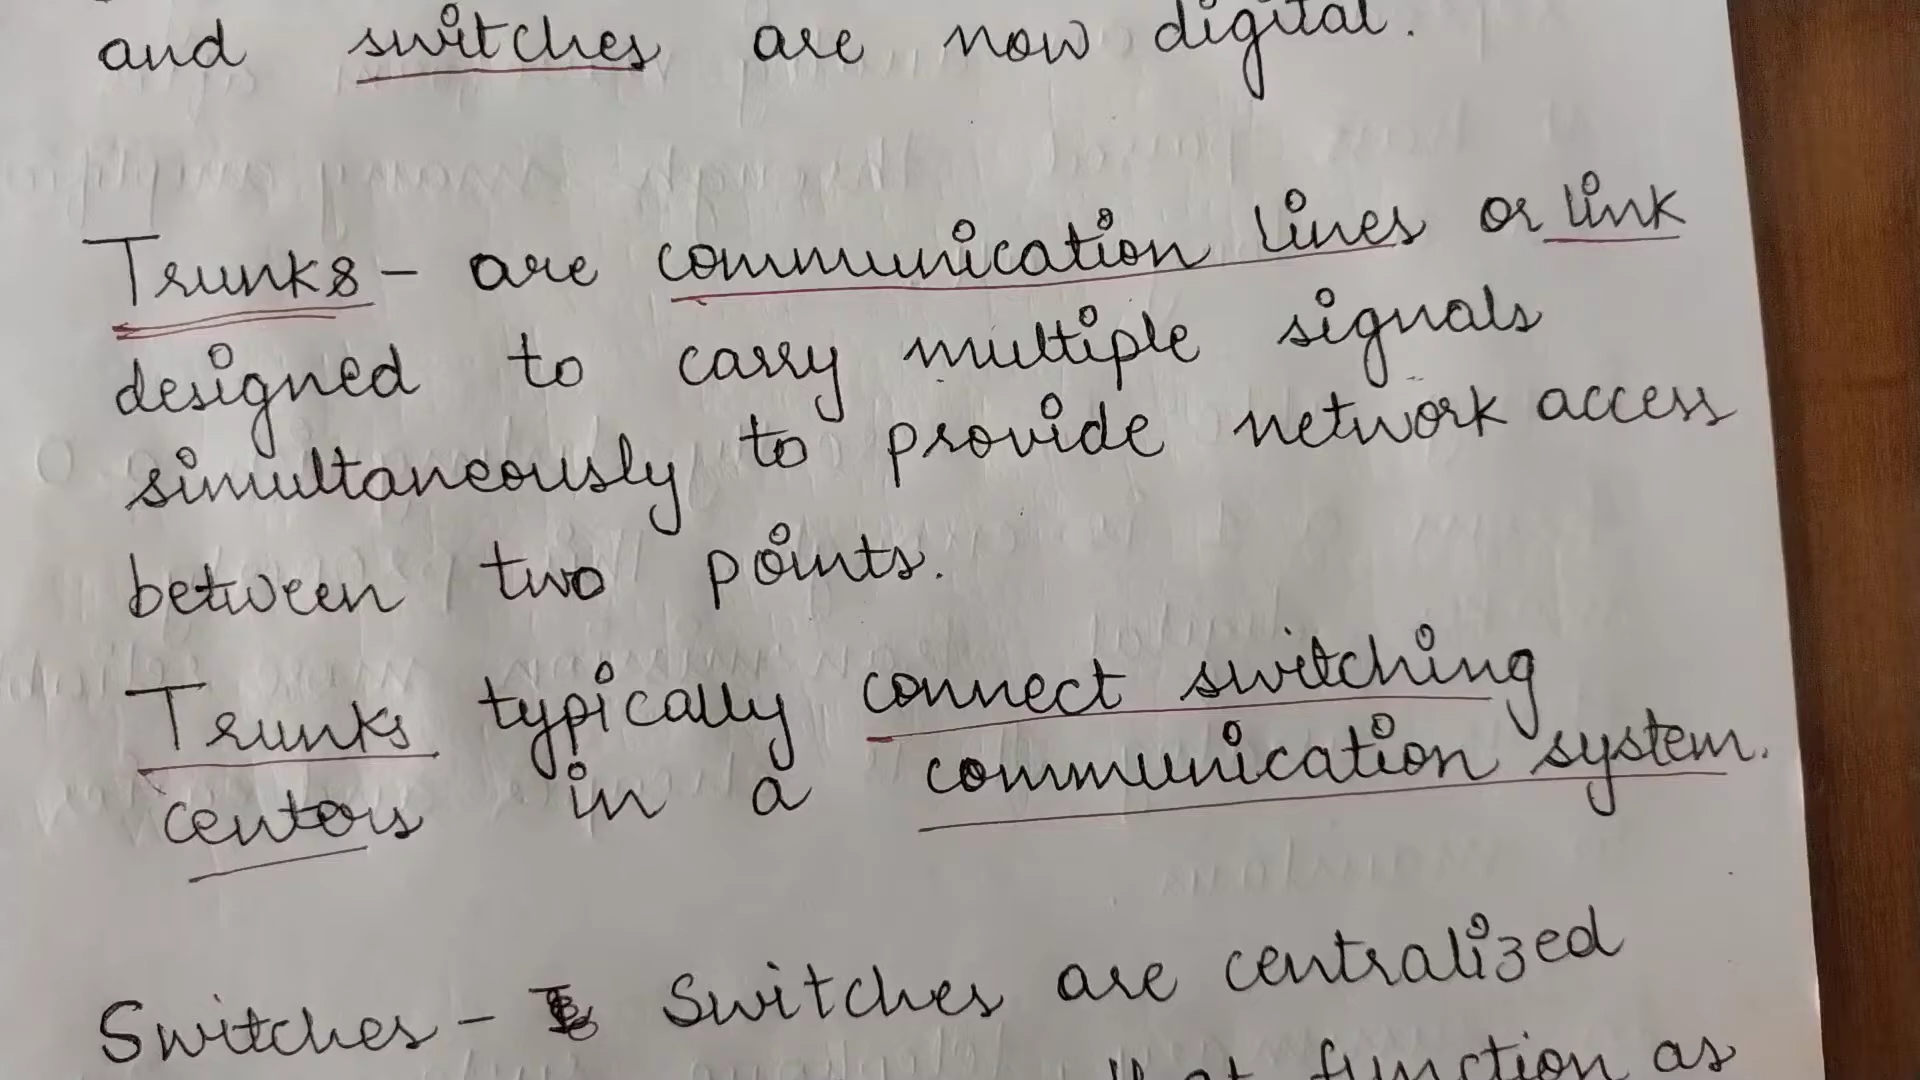 and switches are now digital.
Trunks - are communication lines or link
designed to carry multiple signals
simultaneously to provide network access
between two points.
Trunks typically connect switching
centers in a communication system.
Switches - Switches are centralized
that function as